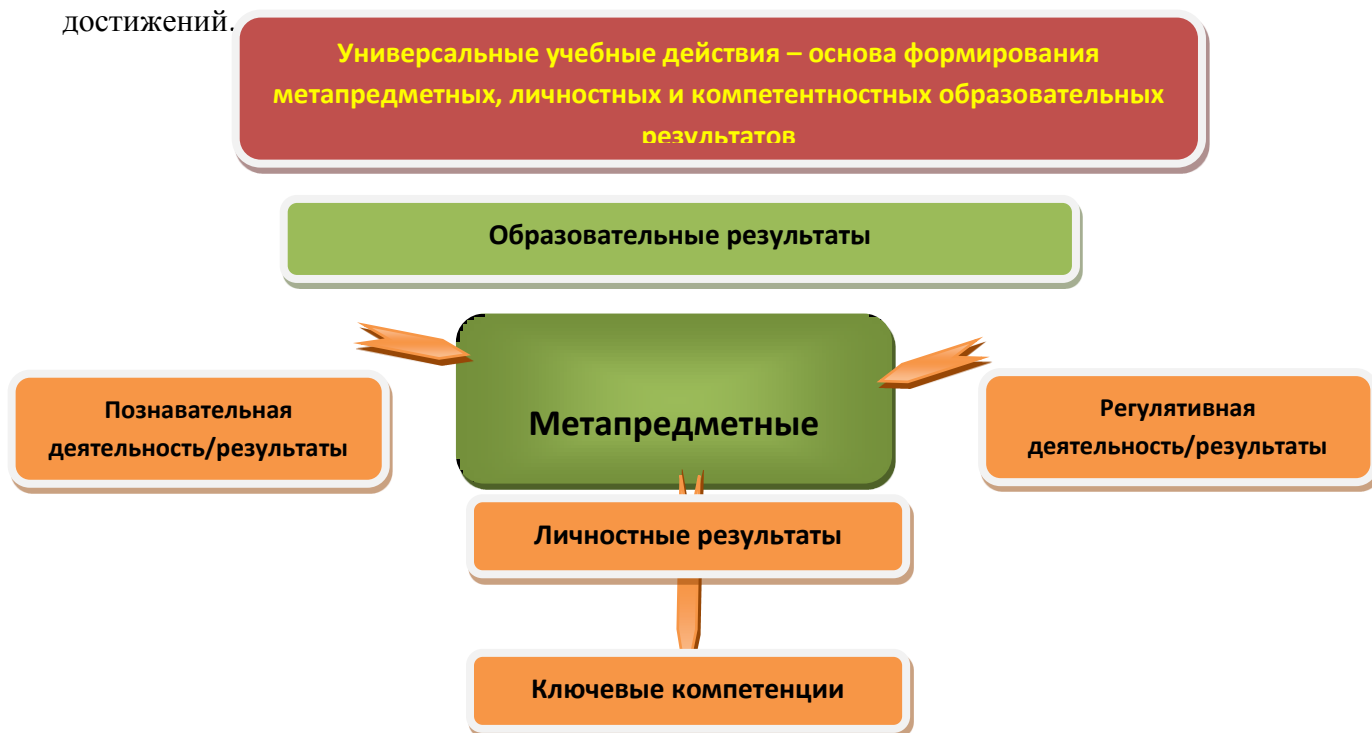 достижений.
Универсальные учебные действия – основа формирования
метапредметных, личностных и компетентностных образовательных
результатов
Образовательные результаты
Метапредметные
Познавательная
деятельность/результаты
Регулятивная
деятельность/результаты
Личностные результаты
Ключевые компетенции